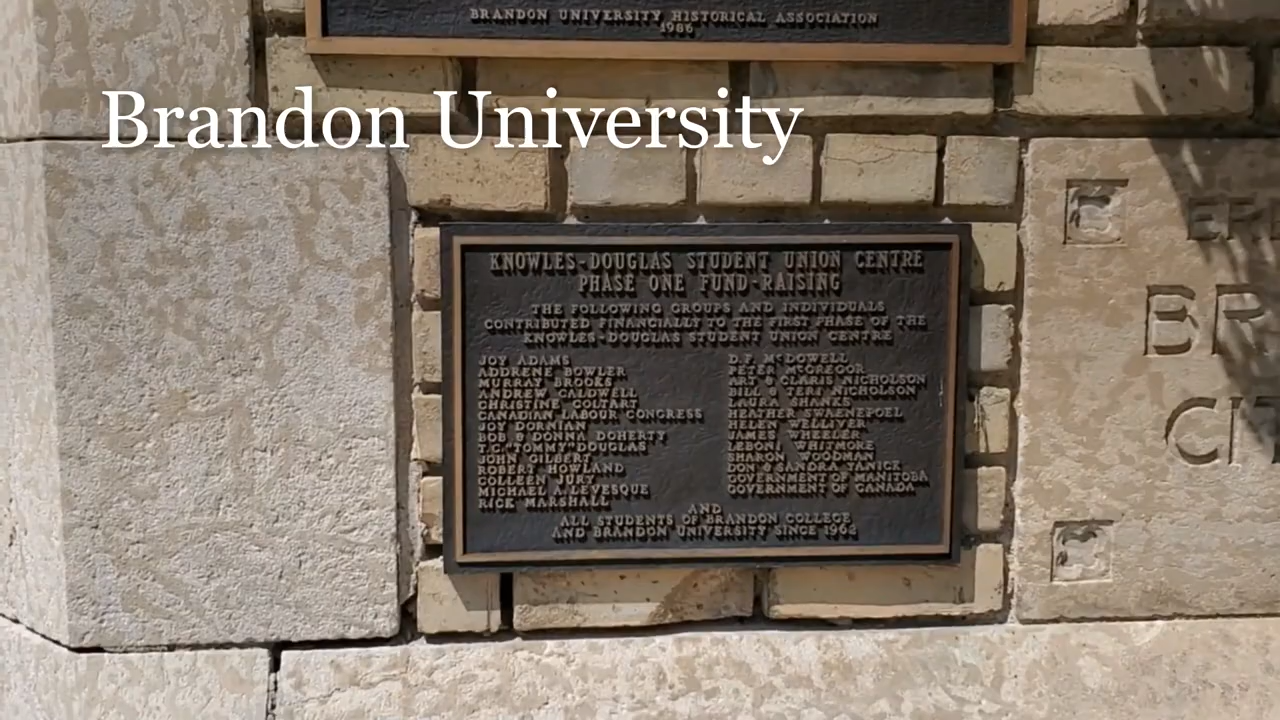 BRANDON UNIVERSITY HISTORICAL ASSOCIATION
1986
Brandon University
KNOWLES-DOUGLAS STUDENT UNION CENTRE
PHASE ONE FUND-RAISING
THE FOLLOWING GROUPS AND INDIVIDUALS
CONTRIBUTED FINANCIALLY TO THE FIRST PHASE OF THE
KNOWLES-DOUGLAS STUDENT UNION CENTRE
JOY ADAMS
ADDRENE BOWLER
MURRAY BROOKS
ANDREW CALDWELL
CHRISTINE COLTART
CANADIAN LABOUR CONGRESS
JOY DORNIAN
BOB & DONNA DOHERTY
T.C. "TOMMY" DOUGLAS
JOHN GILBERT
ROBERT HOWLAND
COLLEEN JURY
MICHAEL A. LEVESQUE
RICK MARSHALL
D.F. McDOWELL
PETER McGREGOR
ART & CLARIS NICHOLSON
BILL & TERI NICHOLSON
LAURA SHANKS
HEATHER SWAENEPOEL
HELEN WELLIVER
JAMES WHEELER
LEBON WHITMORE
SHARON WOODMAN
DON & SANDRA YANICK
GOVERNMENT OF MANITOBA
GOVERNMENT OF CANADA
AND
ALL STUDENTS OF BRANDON COLLEGE
AND BRANDON UNIVERSITY SINCE 1962